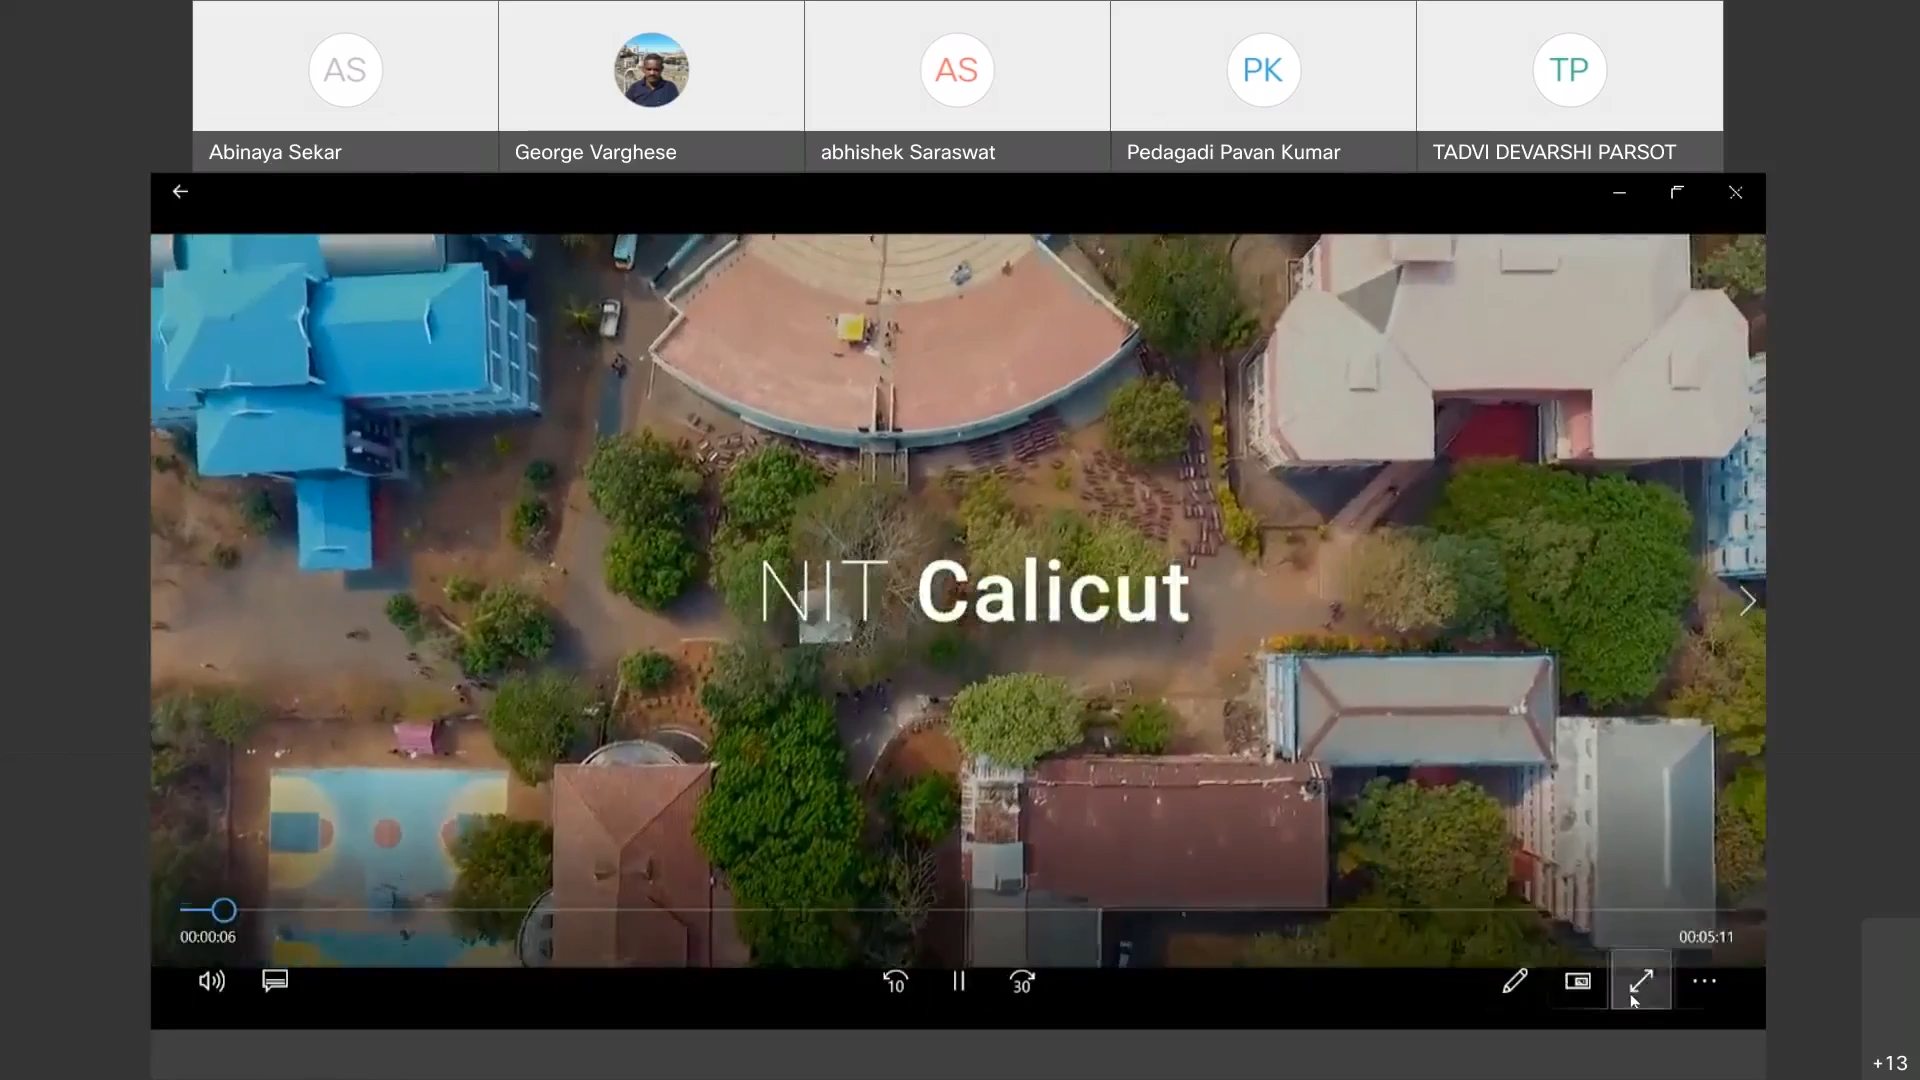 AS
AS
PK
TP
Abinaya Sekar
George Varghese
abhishek Saraswat
Pedagadi Pavan Kumar
TADVI DEVARSHI PARSOT
NIT Calicut
00:00:06
00:05:11
10
30
+13